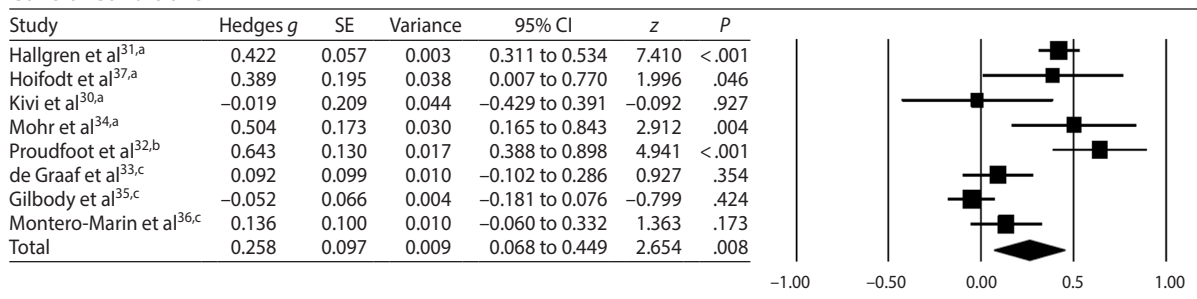 Study Hedges g SE Variance 95% CI z P
Hallgren et al31,a 0.422 0.057 0.003 0.311 to 0.534 7.410 <.001
Hoifodt et al37,a 0.389 0.195 0.038 0.007 to 0.770 1.996 .046
Kivi et al30,a –0.019 0.209 0.044 –0.429 to 0.391 –0.092 .927
Mohr et al34,a 0.504 0.173 0.030 0.165 to 0.843 2.912 .004
Proudfoot et al32,b 0.643 0.130 0.017 0.388 to 0.898 4.941 <.001
de Graaf et al33,c 0.092 0.099 0.010 –0.102 to 0.286 0.927 .354
Gilbody et al35,c –0.052 0.066 0.004 –0.181 to 0.076 –0.799 .424
Montero-Marin et al36,c 0.136 0.100 0.010 –0.060 to 0.332 1.363 .173
Total 0.258 0.097 0.009 0.068 to 0.449 2.654 .008
–1.00 –0.50 0.00 0.5 1.00